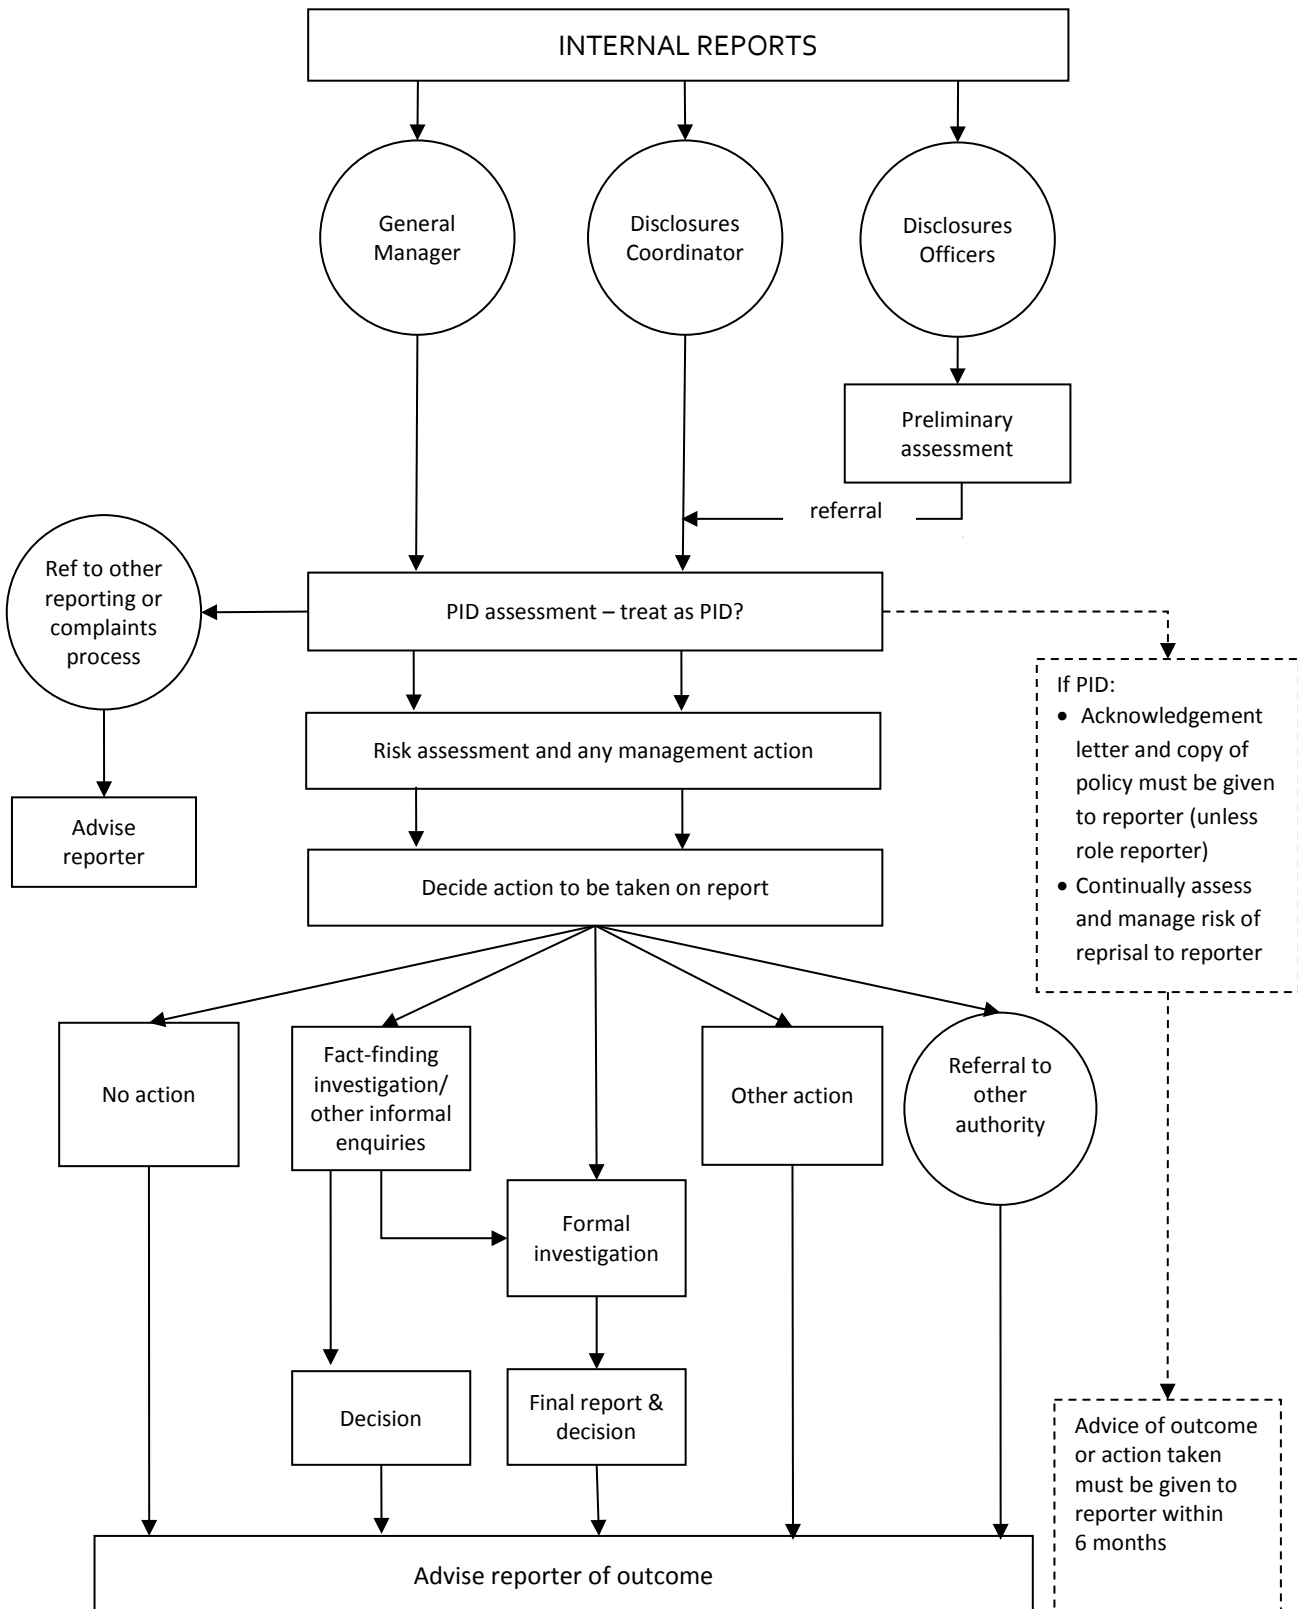 INTERNAL REPORTS
General
Manager
Disclosures
Coordinator
Disclosures
Officers
Preliminary
assessment
referral
Ref to other
reporting or
complaints
process
PID assessment – treat as PID?
If PID:
• Acknowledgement
letter and copy of
policy must be given
to reporter (unless
role reporter)
• Continually assess
and manage risk of
reprisal to reporter
Risk assessment and any management action
Advise
reporter
Decide action to be taken on report
No action
Fact-finding
investigation/
other informal
enquiries
Other action
Referral to
other
authority
Formal
investigation
Decision
Final report &
decision
Advice of outcome
or action taken
must be given to
reporter within
6 months
Advise reporter of outcome